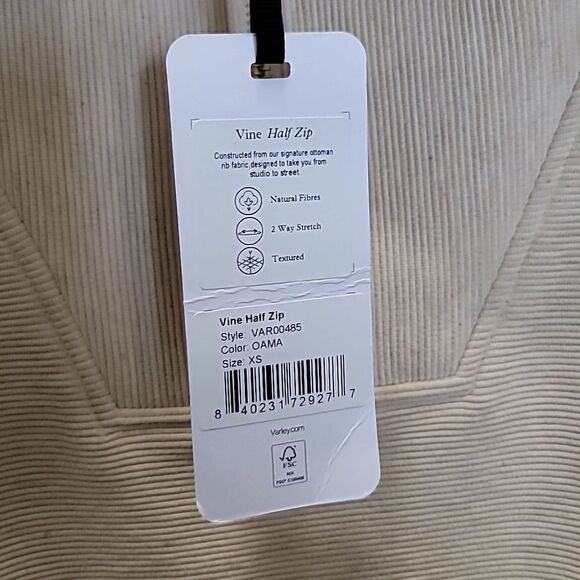 Vine Half Zip
Constructed from our signature ottoman
rib fabric,designed to take you from
studio to street
Natural Fibres
2 Way Stretch
Textured
Vine Half Zip
Style: VAR00485
Color: OAMA
Size: XS
8 40231 72927 7
Varley.com
FSC
MIX